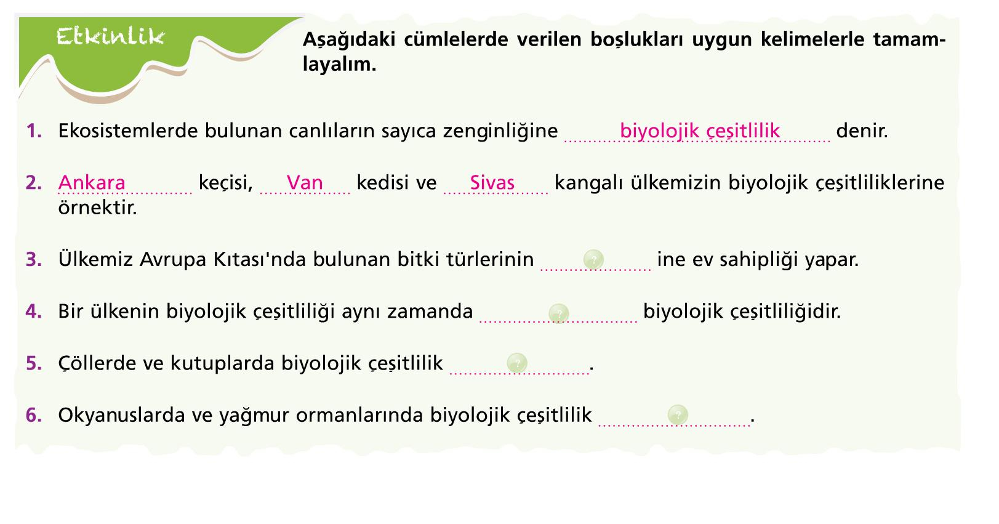 Etkinlik
Aşağıdaki cümlelerde verilen boşlukları uygun kelimelerle tamam-
layalım.
1. Ekosistemlerde bulunan canlıların sayıca zenginliğine biyolojik çeşitlilik denir.
2. Ankara keçisi, Van kedisi ve Sivas kangalı ülkemizin biyolojik çeşitliliklerine
örnektir.
3. Ülkemiz Avrupa Kıtası'nda bulunan bitki türlerinin ? ine ev sahipliği yapar.
4. Bir ülkenin biyolojik çeşitliliği aynı zamanda ? biyolojik çeşitliliğidir.
5. Çöllerde ve kutuplarda biyolojik çeşitlilik ? .
6. Okyanuslarda ve yağmur ormanlarında biyolojik çeşitlilik ? .